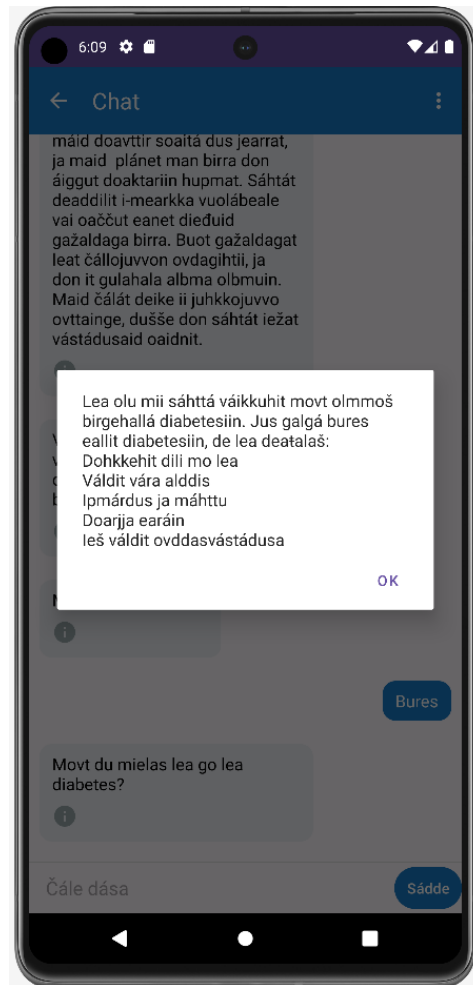 6:09
Chat
máid doavttir soaitá dus jearrat,
ja maid plánet man birra don
áiggut doaktariin hupmat. Sáhtát
deaddilit i-mearkka vuolábeale
vai oaččut eanet dieđuid
gažaldaga birra. Buot gažaldagat
leat čállojuvvon ovdagihtii, ja
don it gulahala albma olbmuin.
Maid čálát deike ii juhkkojuvvo
ovttainge, dušše don sáhtát iežat
vástádusaid oaidnit.
Lea olu mii sáhttá váikkuhit movt olmmoš
birgehallá diabetesiin. Jus galgá bures
eallit diabetesiin, de lea deaŧalaš:
Dohkkehit dili mo lea
Váldit vára alddis
Ipmárdus ja máhttu
Doarjja earáin
Ieš váldit ovddasvástádusa
OK
Bures
Movt du mielas lea go lea
diabetes?
Čále dása
Sádde